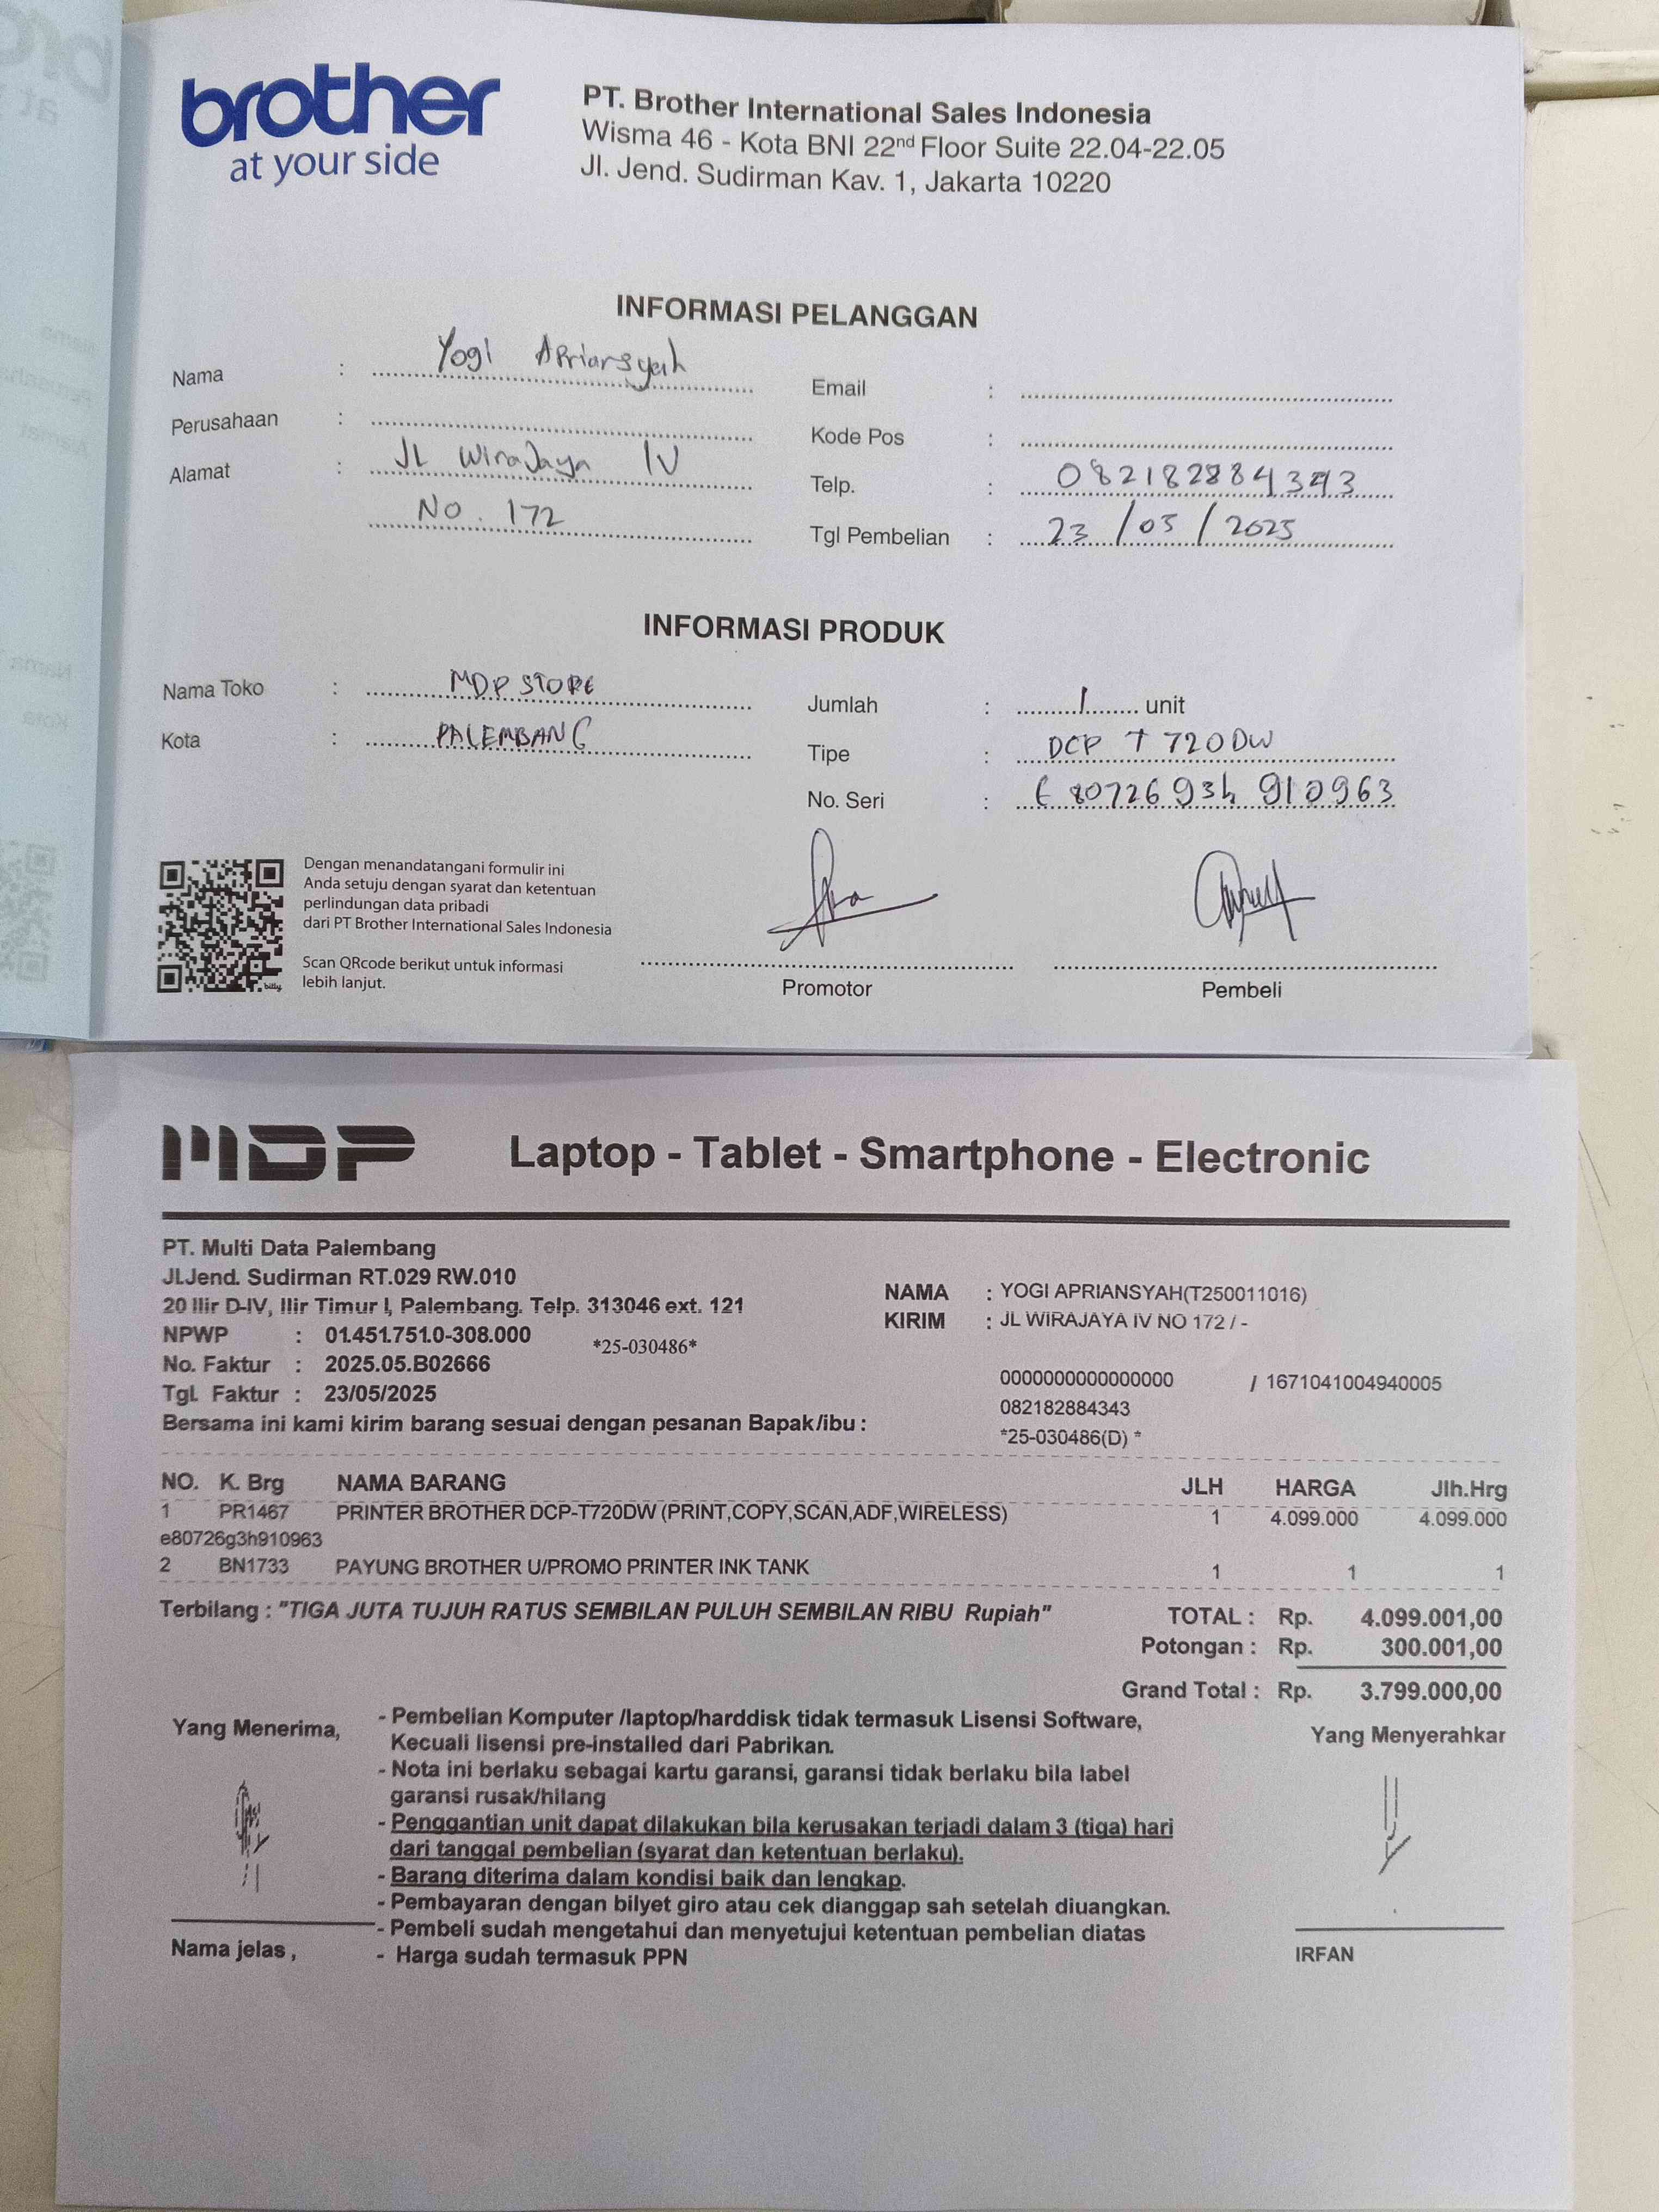 brother
at your side
PT. Brother International Sales Indonesia
Wisma 46 - Kota BNI 22nd Floor Suite 22.04-22.05
Jl. Jend. Sudirman Kav. 1, Jakarta 10220
INFORMASI PELANGGAN
Nama : Yogi Apriansyah
Perusahaan :
Alamat : JL Wirajaya IV
No. 172
Email :
Kode Pos :
Telp. : 082182884343
Tgl Pembelian : 23/05/2025
INFORMASI PRODUK
Nama Toko : MDP STORE
Kota : PALEMBANG
Jumlah : 1 unit
Tipe : DCP T 720DW
No. Seri : E 80726 G3h 910963
Dengan menandatangani formulir ini
Anda setuju dengan syarat dan ketentuan
perlindungan data pribadi
dari PT Brother International Sales Indonesia
Scan QRcode berikut untuk informasi
lebih lanjut.
bitly
Promotor
Pembeli
MDP Laptop - Tablet - Smartphone - Electronic
PT. Multi Data Palembang
Jl.Jend. Sudirman RT.029 RW.010
20 Ilir D-IV, Ilir Timur I, Palembang. Telp. 313046 ext. 121
NPWP : 01.451.751.0-308.000
*25-030486*
No. Faktur : 2025.05.B02666
Tgl. Faktur : 23/05/2025
Bersama ini kami kirim barang sesuai dengan pesanan Bapak/ibu :
NAMA : YOGI APRIANSYAH(T250011016)
KIRIM : JL WIRAJAYA IV NO 172 / -
0000000000000000 / 1671041004940005
082182884343
*25-030486(D) *
NO. K. Brg NAMA BARANG JLH HARGA Jlh.Hrg
1 PR1467 PRINTER BROTHER DCP-T720DW (PRINT,COPY,SCAN,ADF,WIRELESS) 1 4.099.000 4.099.000
e80726g3h910963
2 BN1733 PAYUNG BROTHER U/PROMO PRINTER INK TANK 1 1 1
Terbilang : "TIGA JUTA TUJUH RATUS SEMBILAN PULUH SEMBILAN RIBU Rupiah"
TOTAL : Rp. 4.099.001,00
Potongan : Rp. 300.001,00
Grand Total : Rp. 3.799.000,00
Yang Menerima,
- Pembelian Komputer /laptop/harddisk tidak termasuk Lisensi Software,
Kecuali lisensi pre-installed dari Pabrikan.
- Nota ini berlaku sebagai kartu garansi, garansi tidak berlaku bila label
garansi rusak/hilang
- Penggantian unit dapat dilakukan bila kerusakan terjadi dalam 3 (tiga) hari
dari tanggal pembelian (syarat dan ketentuan berlaku).
- Barang diterima dalam kondisi baik dan lengkap.
- Pembayaran dengan bilyet giro atau cek dianggap sah setelah diuangkan.
- Pembeli sudah mengetahui dan menyetujui ketentuan pembelian diatas
- Harga sudah termasuk PPN
Nama jelas ,
Yang Menyerahkar
IRFAN